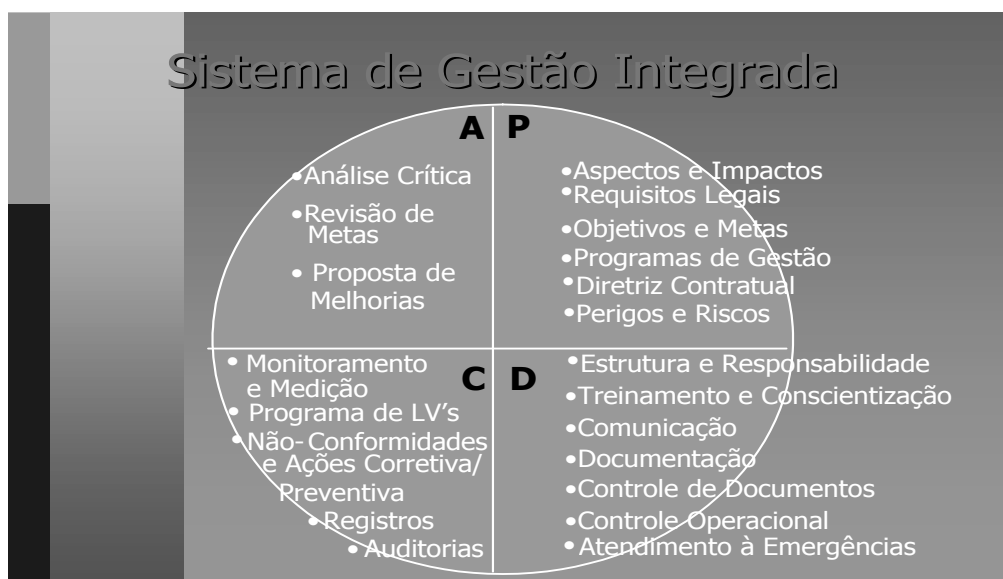 Sistema de Gestão Integrada
A P
•Análise Crítica
•Revisão de
Metas
• Proposta de
Melhorias
•Aspectos e Impactos
•Requisitos Legais
•Objetivos e Metas
•Programas de Gestão
•Diretriz Contratual
•Perigos e Riscos
C D
• Monitoramento
e Medição
• Programa de LV's
•Não-Conformidades
e Ações Corretiva/
Preventiva
•Registros
• Auditorias
•Estrutura e Responsabilidade
•Treinamento e Conscientização
•Comunicação
•Documentação
•Controle de Documentos
•Controle Operacional
•Atendimento à Emergências